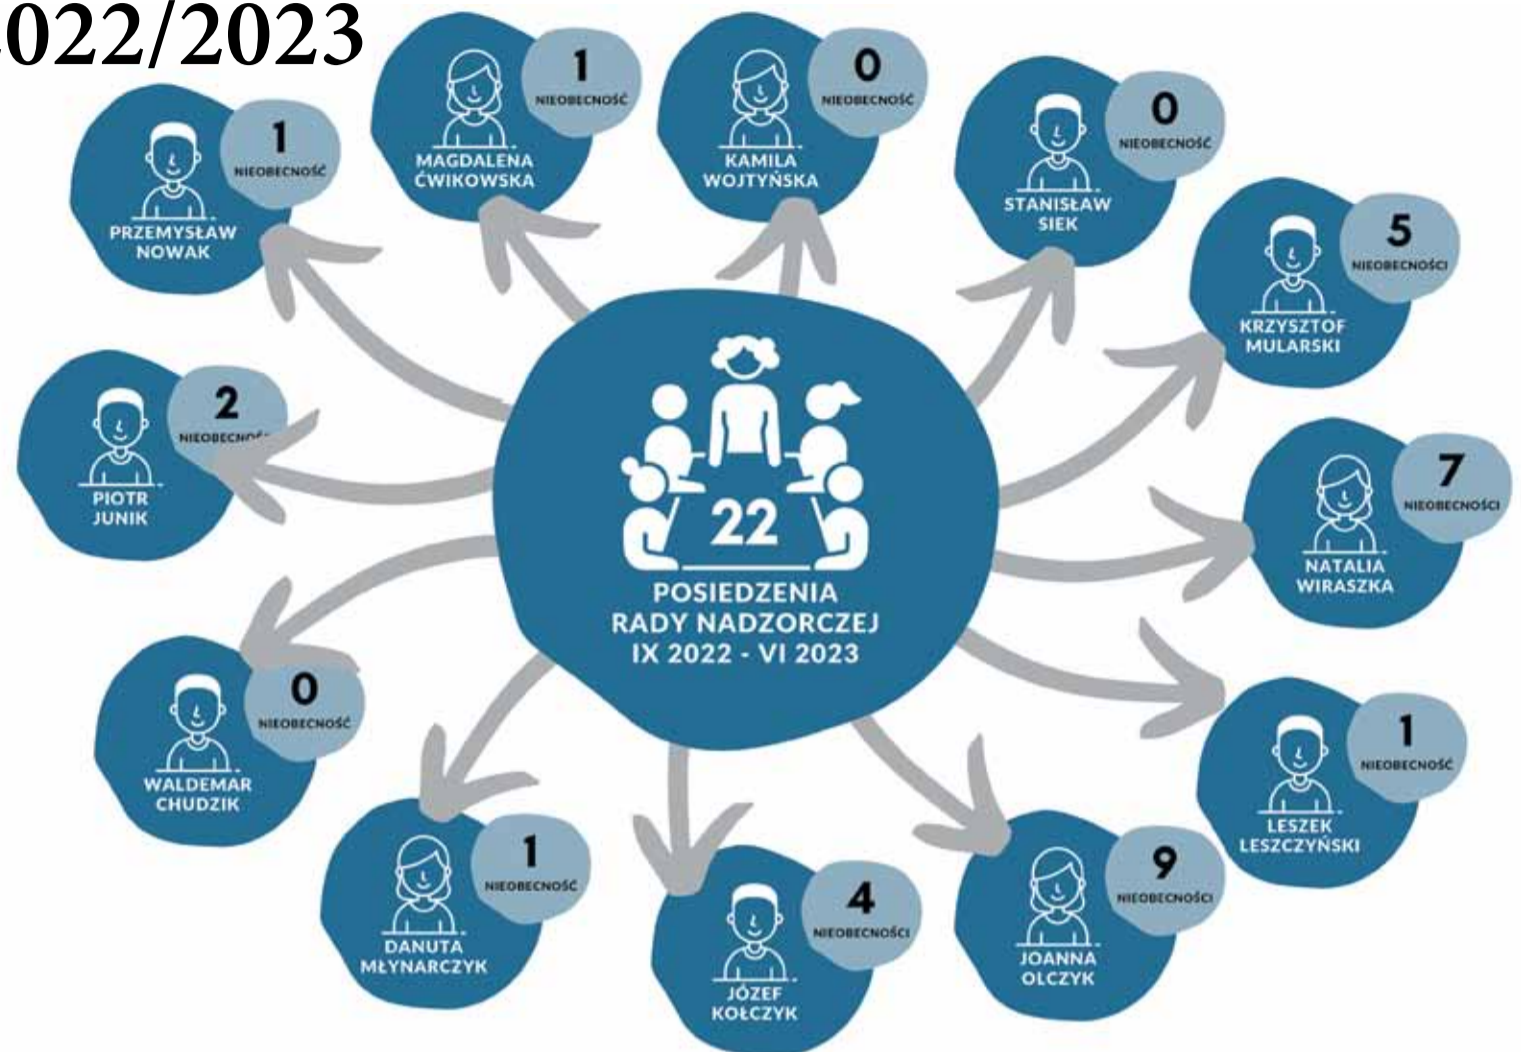 022/2023
1
NIEOBECNOŚĆ
PRZEMYSŁAW
NOWAK
1
NIEOBECNOŚĆ
MAGDALENA
ĆWIKOWSKA
0
NIEOBECNOŚĆ
KAMILA
WOJTYŃSKA
0
NIEOBECNOŚĆ
STANISŁAW
SIEK
5
NIEOBECNOŚCI
KRZYSZTOF
MULARSKI
7
NIEOBECNOŚCI
NATALIA
WIRASZKA
1
NIEOBECNOŚĆ
LESZEK
LESZCZYŃSKI
9
NIEOBECNOŚCI
JOANNA
OLCZYK
4
NIEOBECNOŚCI
JÓZEF
KOŁCZYK
1
NIEOBECNOŚĆ
DANUTA
MŁYNARCZYK
0
NIEOBECNOŚĆ
WALDEMAR
CHUDZIK
2
PIOTR
JUNIK
22
POSIEDZENIA
RADY NADZORCZEJ
IX 2022 - VI 2023